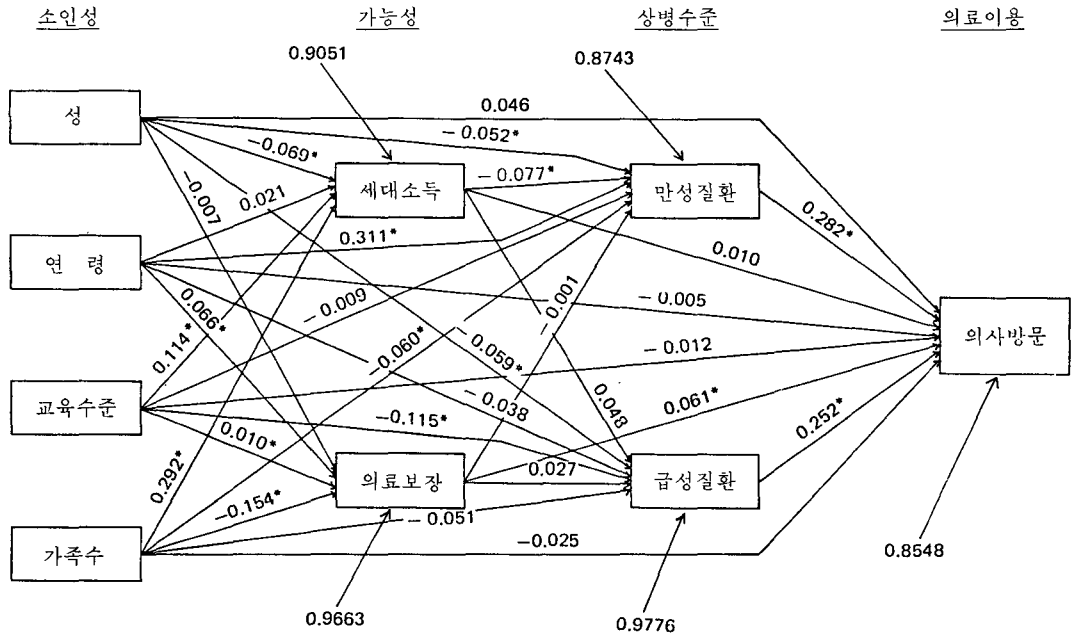 소인성 가능성 상병수준 의료이용
0.9051 0.8743
성 0.046
−0.052*
−0.069*
세대소득 −0.077* 만성질환
−0.007 0.021
0.282*
연 령 0.311* 0.010
−0.009 −0.001 −0.005
0.066* 의사방문
0.114* −0.060* −0.059* −0.012
−0.038
교육수준 −0.115* 0.048 0.061* 0.252*
0.010*
0.292* 의료보장 0.027 급성질환
−0.154*
−0.051
가족수 −0.025 0.8548
0.9663 0.9776